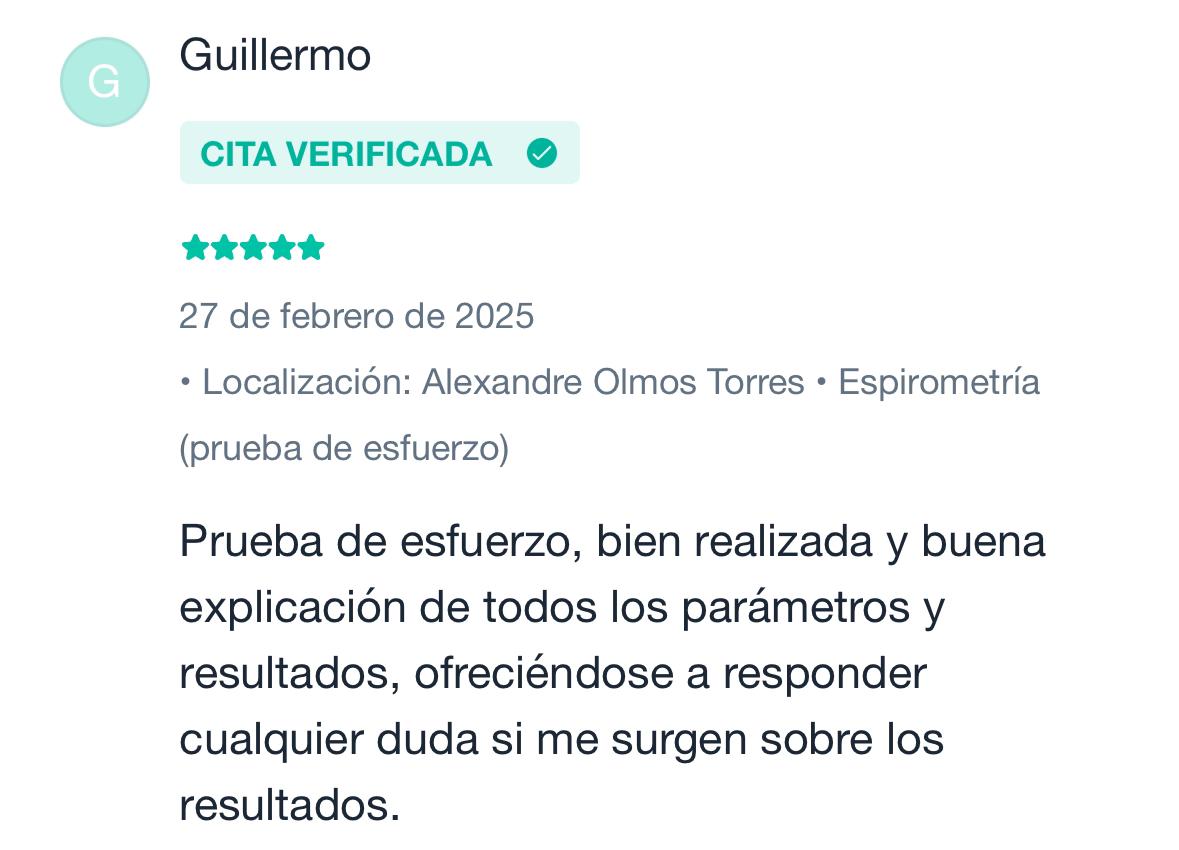 G
Guillermo
CITA VERIFICADA
27 de febrero de 2025
• Localización: Alexandre Olmos Torres • Espirometría
(prueba de esfuerzo)
Prueba de esfuerzo, bien realizada y buena
explicación de todos los parámetros y
resultados, ofreciéndose a responder
cualquier duda si me surgen sobre los
resultados.